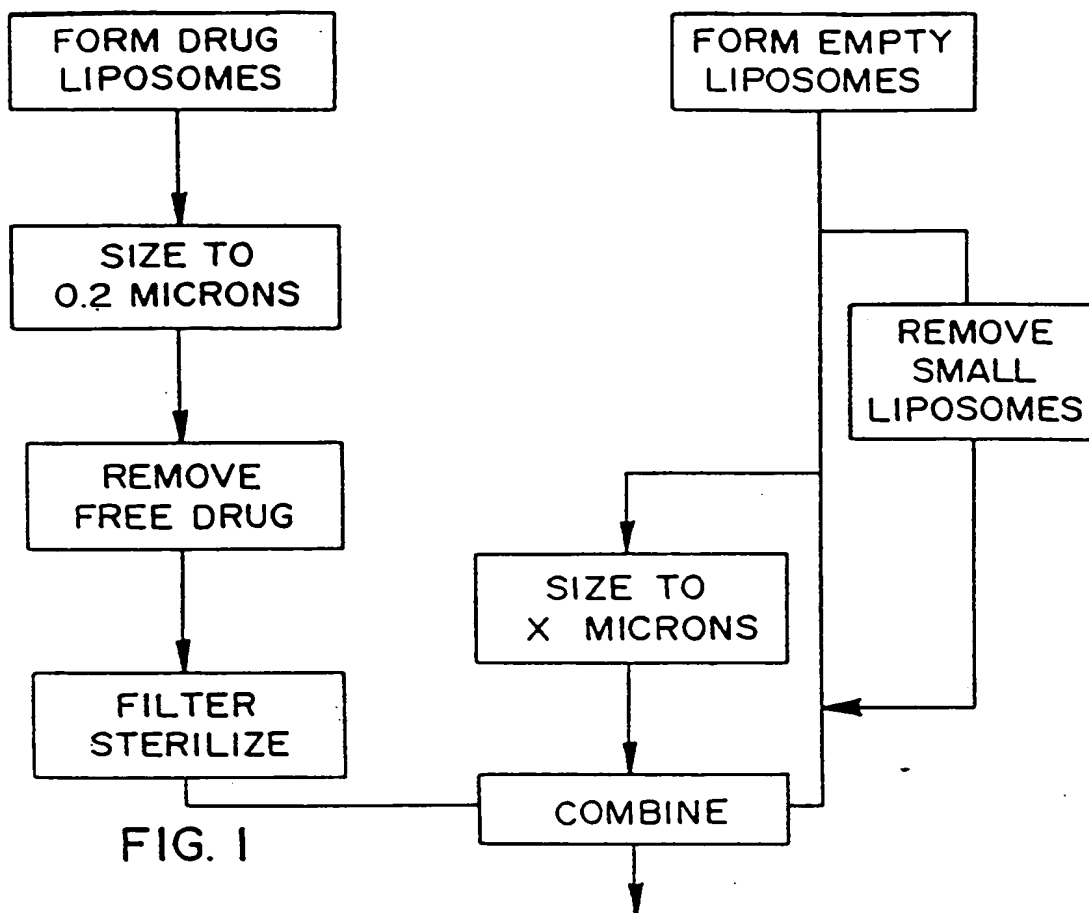 FORM DRUG
LIPOSOMES
SIZE TO
0.2 MICRONS
REMOVE
FREE DRUG
FILTER
STERILIZE
FORM EMPTY
LIPOSOMES
REMOVE
SMALL
LIPOSOMES
SIZE TO
X MICRONS
COMBINE
FIG. 1